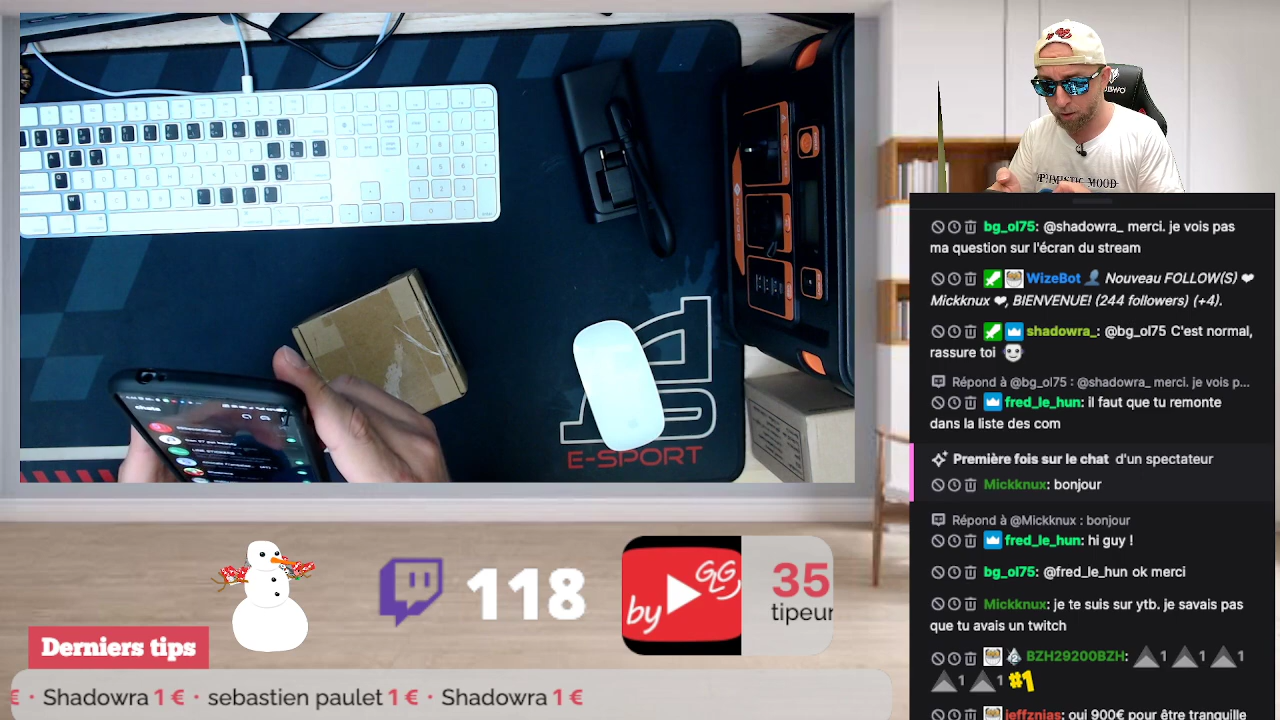 E-SPORT
OPTIMISTIC MOOD
bg_ol75: @shadowra_ merci. je vois pas
ma question sur l'écran du stream
WizeBot Nouveau FOLLOW(S) ❤
Mickknux ❤, BIENVENUE! (244 followers) (+4).
shadowra_: @bg_ol75 C'est normal,
rassure toi
Répond à @bg_ol75 : @shadowra_ merci. je vois p...
fred_le_hun: il faut que tu remonte
dans la liste des com
Première fois sur le chat d'un spectateur
Mickknux: bonjour
Répond à @Mickknux : bonjour
fred_le_hun: hi guy !
bg_ol75: @fred_le_hun ok merci
Mickknux: je te suis sur ytb. je savais pas
que tu avais un twitch
BZH29200BZH: 1 1 1
1 1 #1
jeffznias: oui 900€ pour être tranquille
118
by GG
35
tipeur
Derniers tips
€ · Shadowra 1 € · sebastien paulet 1 € · Shadowra 1 €